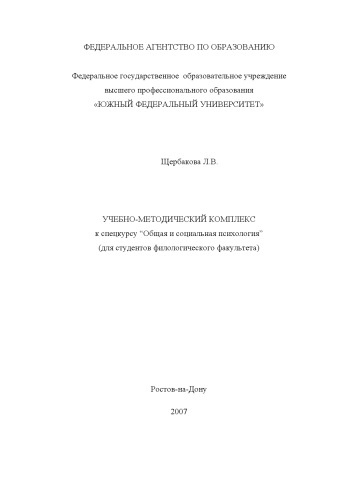 ФЕДЕРАЛЬНОЕ АГЕНТСТВО ПО ОБРАЗОВАНИЮ
Федеральное государственное образовательное учреждение
высшего профессионального образования
«ЮЖНЫЙ ФЕДЕРАЛЬНЫЙ УНИВЕРСИТЕТ»
Щербакова Л.В.
УЧЕБНО-МЕТОДИЧЕСКИЙ КОМПЛЕКС
к спецкурсу “Общая и социальная психология”
(для студентов филологического факультета)
Ростов-на-Дону
2007